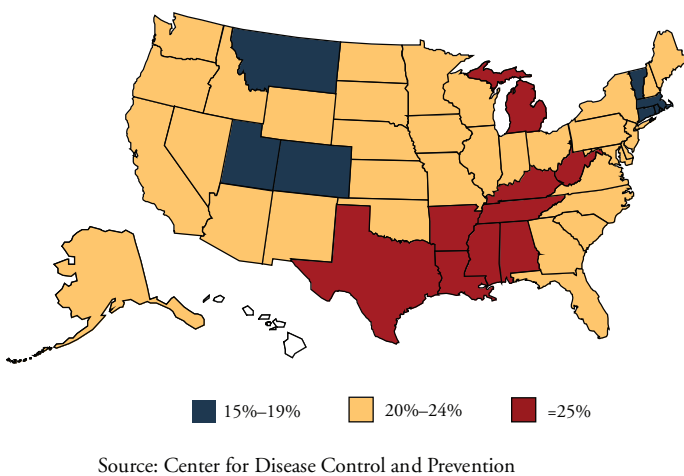 15%–19%
20%–24%
=25%
Source: Center for Disease Control and Prevention